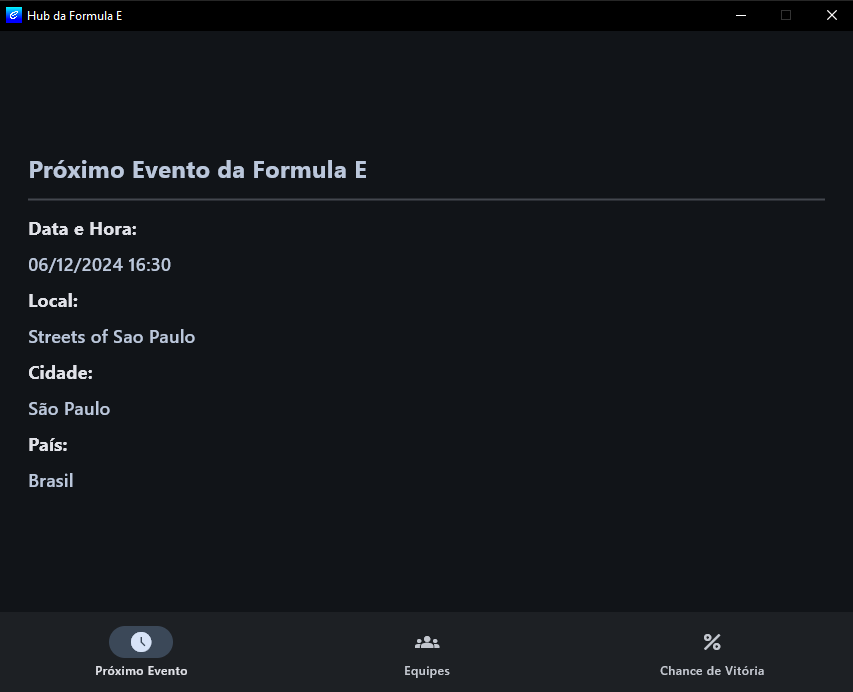 Hub da Formula E
Próximo Evento da Formula E
Data e Hora:
06/12/2024 16:30
Local:
Streets of Sao Paulo
Cidade:
São Paulo
País:
Brasil
Próximo Evento
Equipes
Chance de Vitória